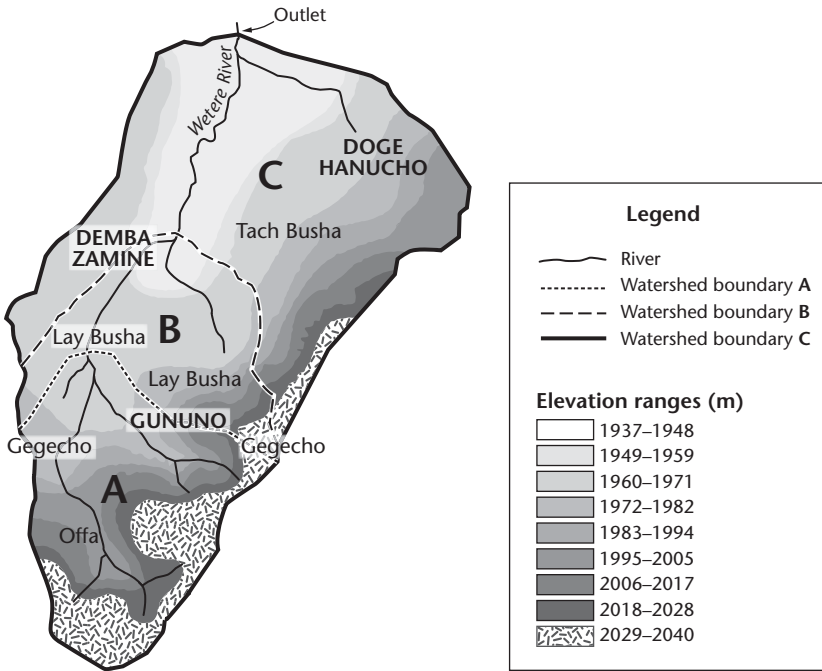 Outlet
Wetere River
DOGE
HANUCHO
C
Tach Busha
DEMBA
ZAMINE
B
Lay Busha
Lay Busha
GUNUNO
Gegecho
Gegecho
A
Offa
Legend
River
Watershed boundary A
Watershed boundary B
Watershed boundary C
Elevation ranges (m)
1937–1948
1949–1959
1960–1971
1972–1982
1983–1994
1995–2005
2006–2017
2018–2028
2029–2040